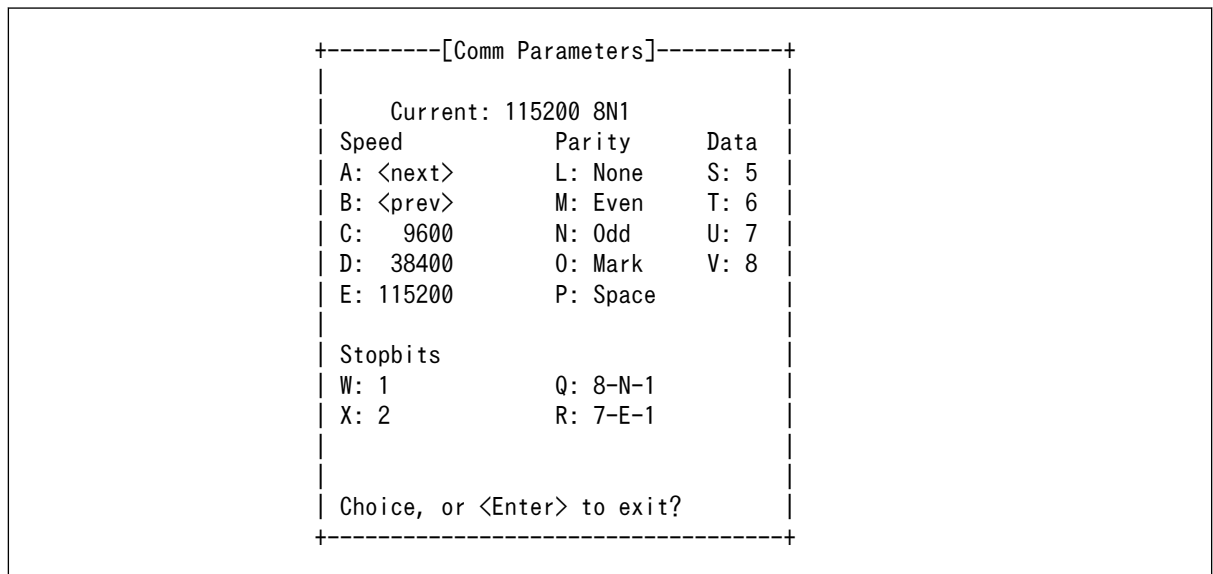 +---------[Comm Parameters]----------+
|                                    |
|     Current: 115200 8N1            |
| Speed            Parity      Data  |
| A: <next>        L: None     S: 5  |
| B: <prev>        M: Even     T: 6  |
| C:   9600        N: Odd      U: 7  |
| D:  38400        O: Mark     V: 8  |
| E: 115200        P: Space          |
|                                    |
| Stopbits                           |
| W: 1             Q: 8-N-1          |
| X: 2             R: 7-E-1          |
|                                    |
|                                    |
| Choice, or <Enter> to exit?        |
+------------------------------------+